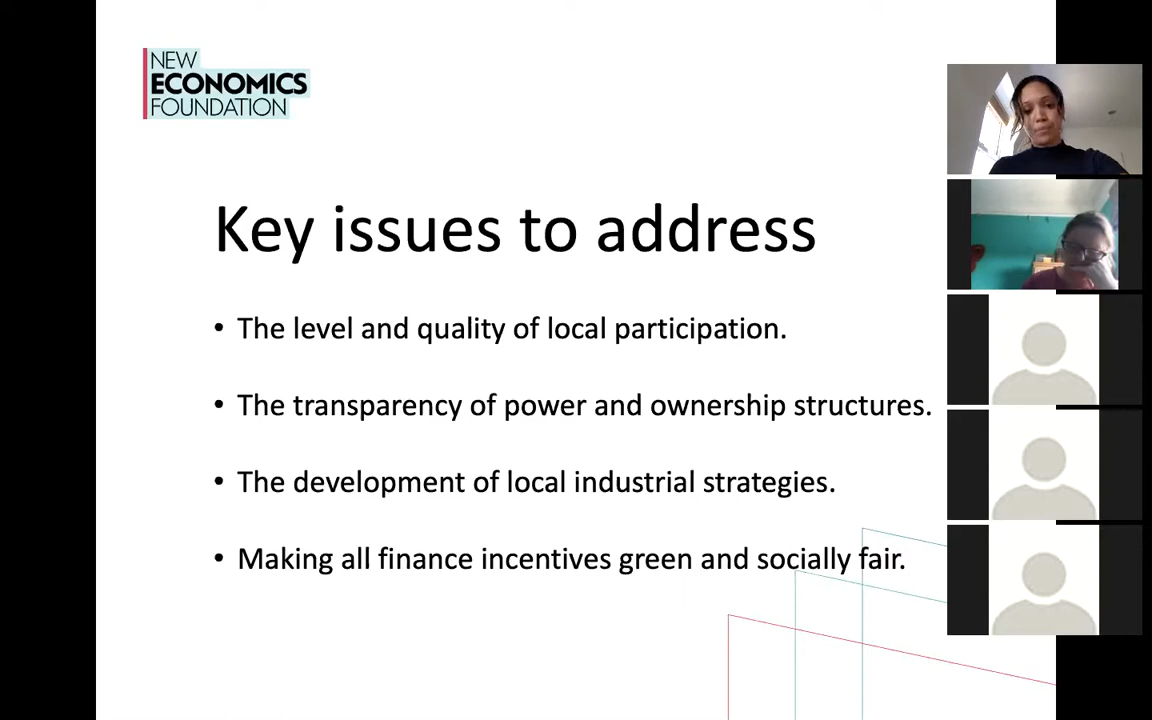 NEW
ECONOMICS
FOUNDATION
Key issues to address
• The level and quality of local participation.
• The transparency of power and ownership structures.
• The development of local industrial strategies.
• Making all finance incentives green and socially fair.